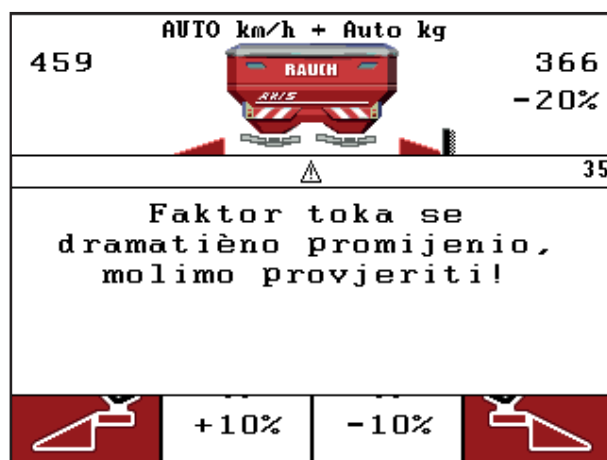 AUTO km/h + Auto kg
459
366
RAUCH
AXIS
-20%
35
Faktor toka se
dramatièno promijenio,
molimo provjeriti!
+10%
-10%